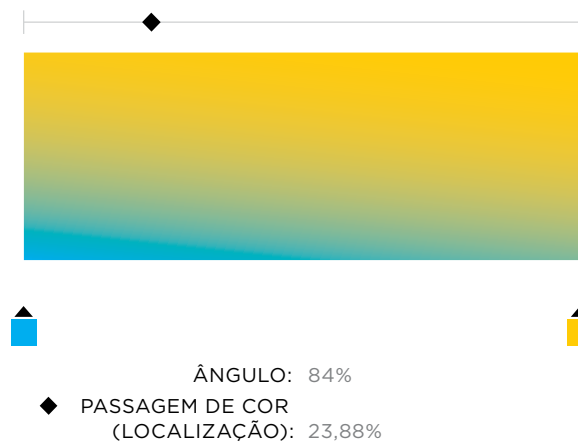 ÂNGULO: 84%
PASSAGEM DE COR
(LOCALIZAÇÃO): 23,88%